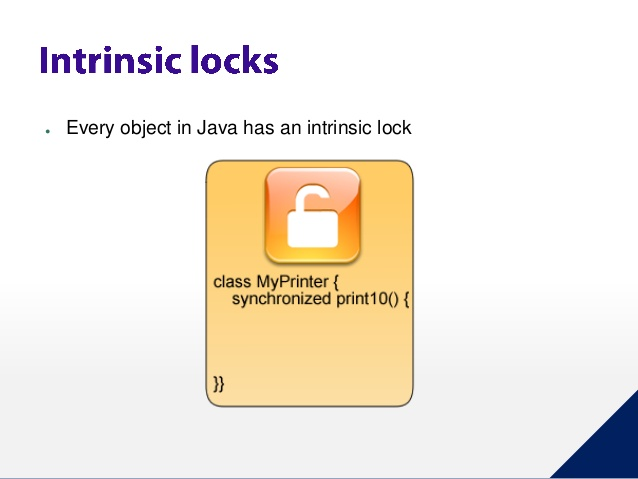 Intrinsic locks
Every object in Java has an intrinsic lock
class MyPrinter {
synchronized print10() {
}}